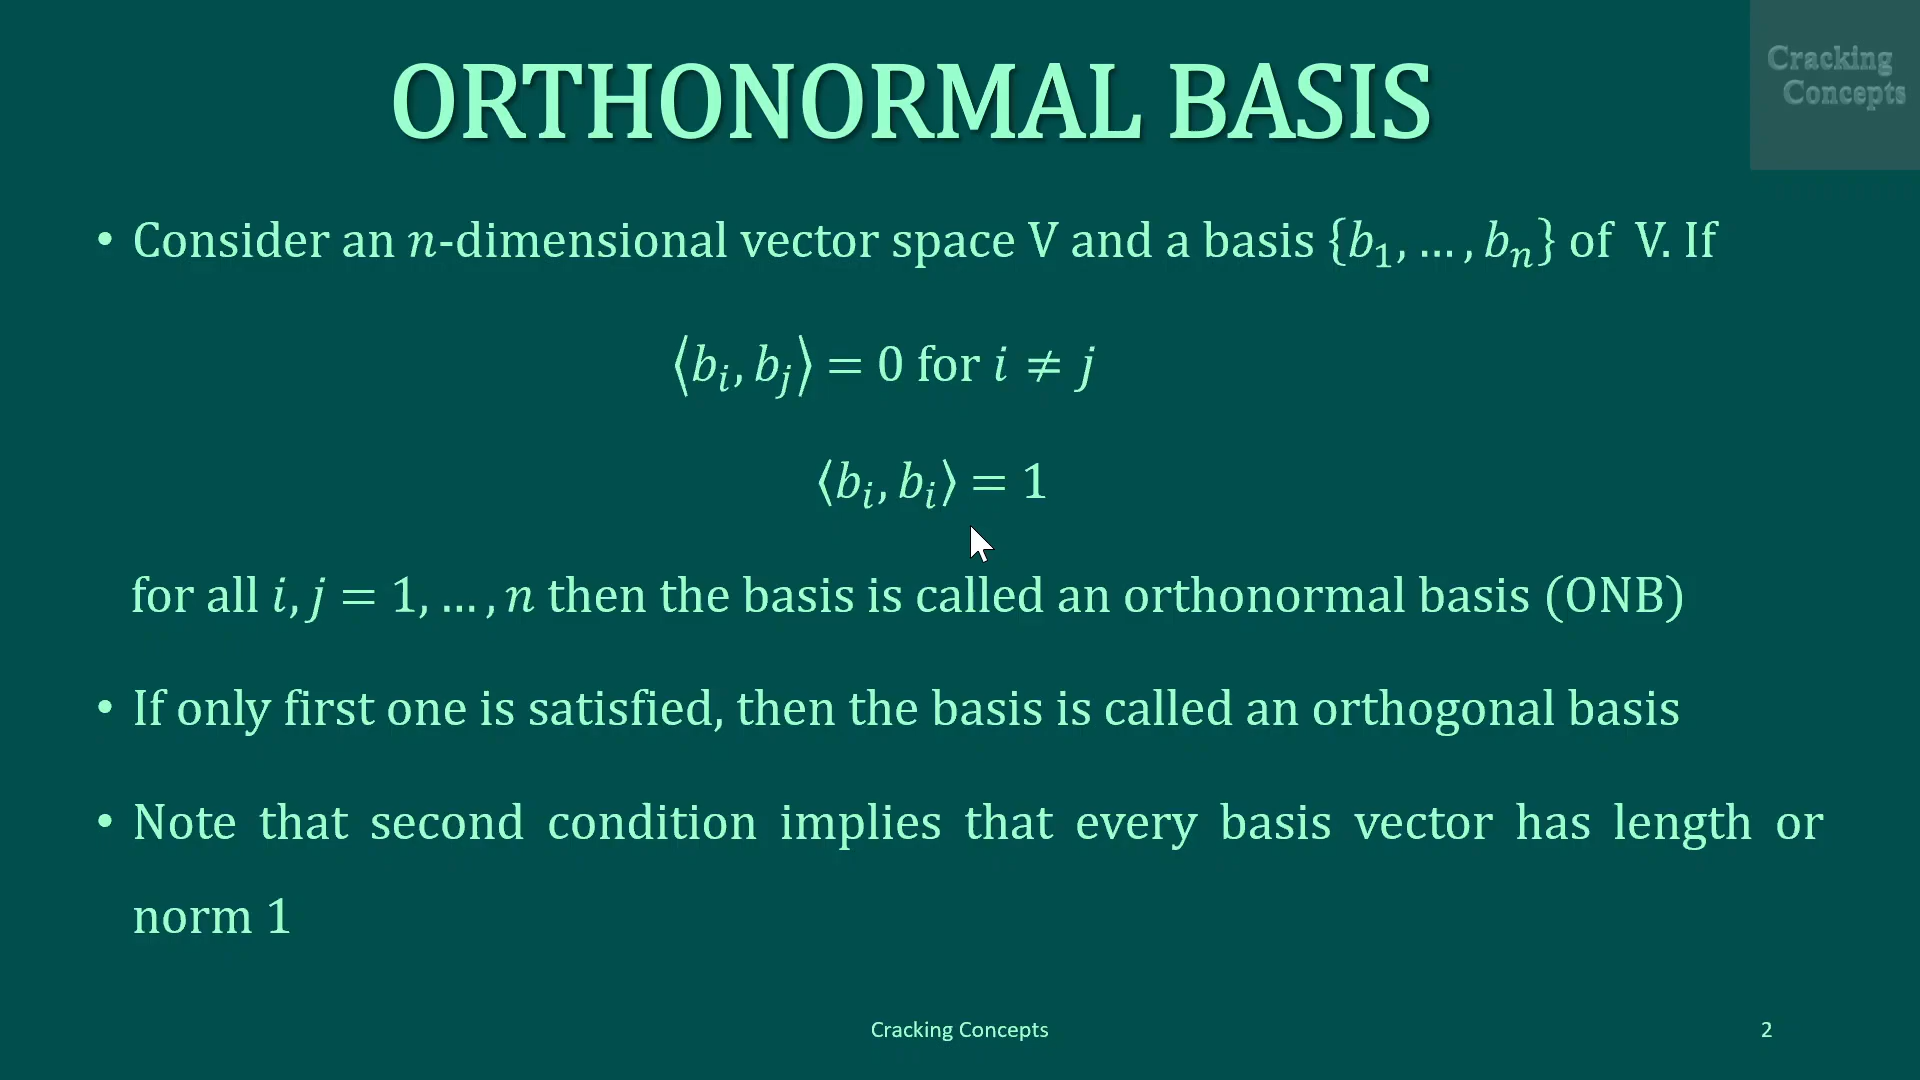 ORTHONORMAL BASIS
Cracking
Concepts
• Consider an n-dimensional vector space V and a basis {b₁, … , bₙ} of V. If
⟨bᵢ, bⱼ⟩ = 0 for i ≠ j
⟨bᵢ, bᵢ⟩ = 1
for all i, j = 1, … , n then the basis is called an orthonormal basis (ONB)
• If only first one is satisfied, then the basis is called an orthogonal basis
• Note that second condition implies that every basis vector has length or
norm 1
Cracking Concepts
2